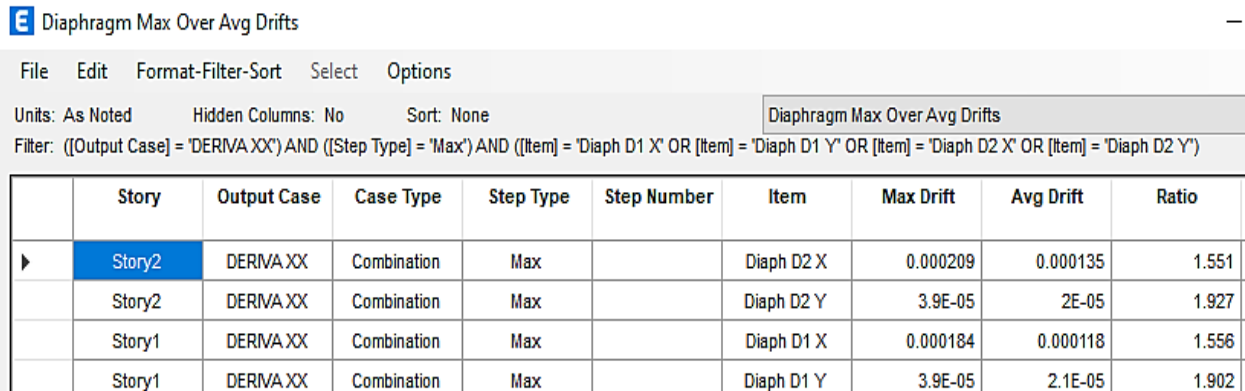 E Diaphragm Max Over Avg Drifts
File Edit Format-Filter-Sort Select Options
Units: As Noted Hidden Columns: No Sort: None Diaphragm Max Over Avg Drifts
Filter: ([Output Case] = 'DERIVA XX') AND ([Step Type] = 'Max') AND ([Item] = 'Diaph D1 X' OR [Item] = 'Diaph D1 Y' OR [Item] = 'Diaph D2 X' OR [Item] = 'Diaph D2 Y')
Story Output Case Case Type Step Type Step Number Item Max Drift Avg Drift Ratio
Story2 DERIVA XX Combination Max Diaph D2 X 0.000209 0.000135 1.551
Story2 DERIVA XX Combination Max Diaph D2 Y 3.9E-05 2E-05 1.927
Story1 DERIVA XX Combination Max Diaph D1 X 0.000184 0.000118 1.556
Story1 DERIVA XX Combination Max Diaph D1 Y 3.9E-05 2.1E-05 1.902